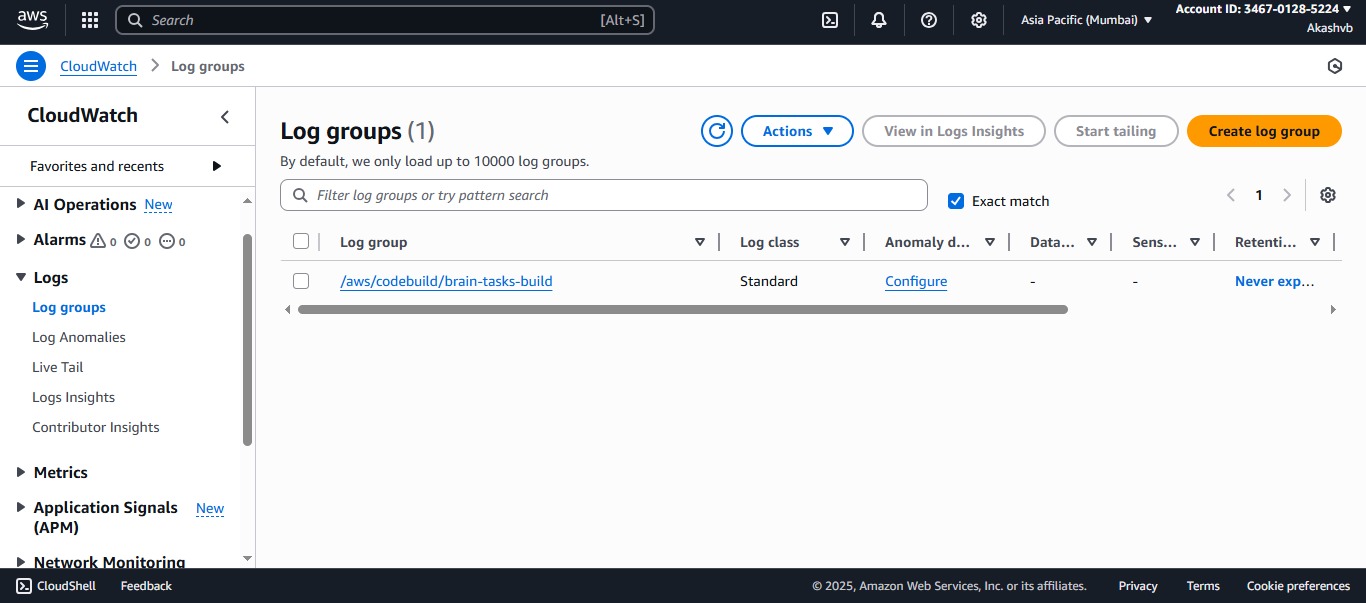 aws
Search [Alt+S]
Asia Pacific (Mumbai)
Account ID: 3467-0128-5224
Akashvb
CloudWatch
Log groups
CloudWatch
Favorites and recents
AI Operations New
Alarms 0 0 0
Logs
Log groups
Log Anomalies
Live Tail
Logs Insights
Contributor Insights
Metrics
Application Signals New
(APM)
Network Monitoring
Log groups (1)
Actions
View in Logs Insights
Start tailing
Create log group
By default, we only load up to 10000 log groups.
Filter log groups or try pattern search
Exact match
1
Log group Log class Anomaly d... Data... Sens... Retenti...
/aws/codebuild/brain-tasks-build Standard Configure - - Never exp...
CloudShell Feedback © 2025, Amazon Web Services, Inc. or its affiliates. Privacy Terms Cookie preferences